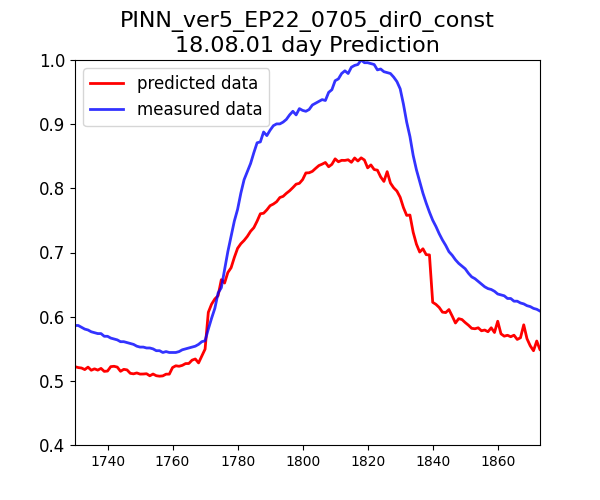 PINN_ver5_EP22_0705_dir0_const
18.08.01 day Prediction
predicted data
measured data
1.0
0.9
0.8
0.7
0.6
0.5
0.4
1740 1760 1780 1800 1820 1840 1860